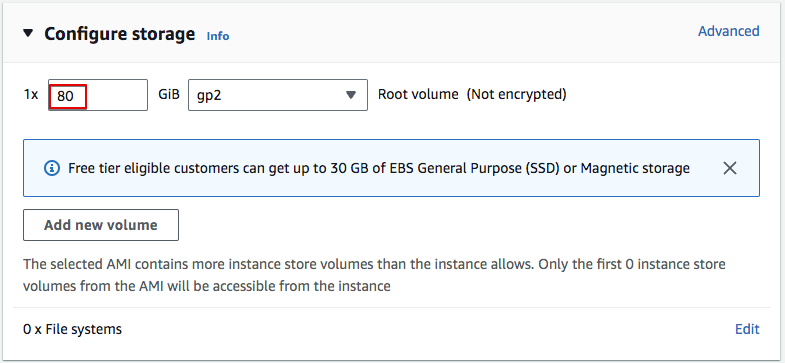 Configure storage Info Advanced
1x 80 GiB gp2 Root volume (Not encrypted)
Free tier eligible customers can get up to 30 GB of EBS General Purpose (SSD) or Magnetic storage
Add new volume
The selected AMI contains more instance store volumes than the instance allows. Only the first 0 instance store
volumes from the AMI will be accessible from the instance
0 x File systems Edit